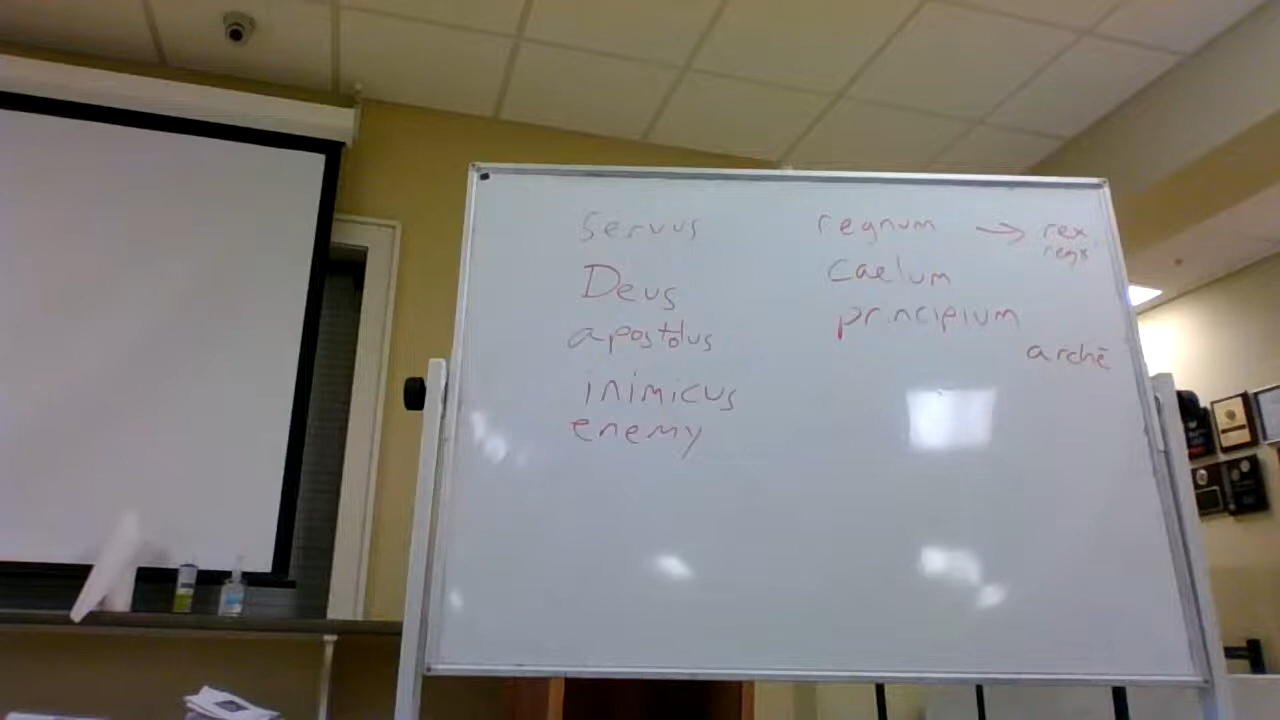 servus
Deus
apostolus
inimicus
enemy
regnum → rex
regis
caelum
principium
archē